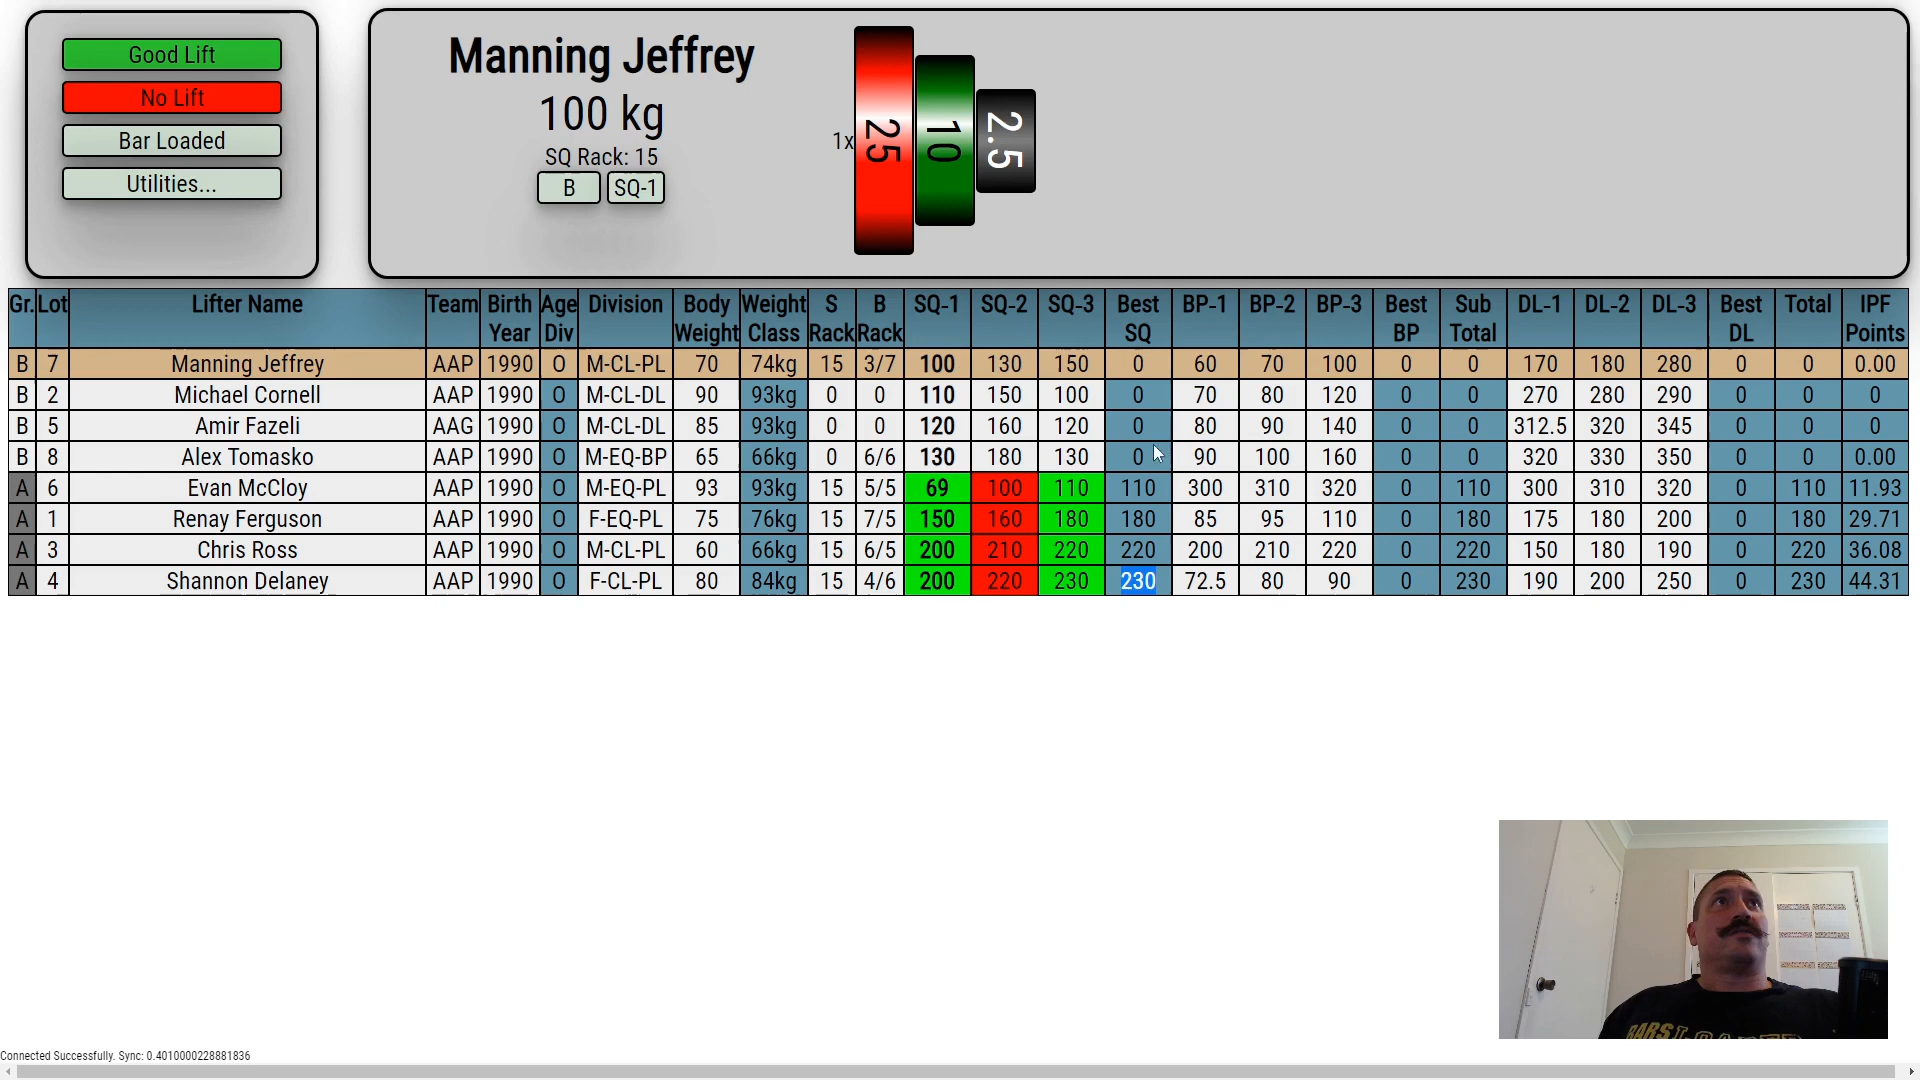 Good Lift
No Lift
Bar Loaded
Utilities...
Manning Jeffrey
100 kg
SQ Rack: 15
B SQ-1
1x 25 10 2.5
Gr. Lot Lifter Name Team Birth Year Age Div Division Body Weight Weight Class S Rack B Rack SQ-1 SQ-2 SQ-3 Best SQ BP-1 BP-2 BP-3 Best BP Sub Total DL-1 DL-2 DL-3 Best DL Total IPF Points
B 7 Manning Jeffrey AAP 1990 O M-CL-PL 70 74kg 15 3/7 100 130 150 0 60 70 100 0 0 170 180 280 0 0 0.00
B 2 Michael Cornell AAP 1990 O M-CL-DL 90 93kg 0 0 110 150 100 0 70 80 120 0 0 270 280 290 0 0 0
B 5 Amir Fazeli AAG 1990 O M-CL-DL 85 93kg 0 0 120 160 120 0 80 90 140 0 0 312.5 320 345 0 0 0
B 8 Alex Tomasko AAP 1990 O M-EQ-BP 65 66kg 0 6/6 130 180 130 0 90 100 160 0 0 320 330 350 0 0 0.00
A 6 Evan McCloy AAP 1990 O M-EQ-PL 93 93kg 15 5/5 69 100 110 110 300 310 320 0 110 300 310 320 0 110 11.93
A 1 Renay Ferguson AAP 1990 O F-EQ-PL 75 76kg 15 7/5 150 160 180 180 85 95 110 0 180 175 180 200 0 180 29.71
A 3 Chris Ross AAP 1990 O M-CL-PL 60 66kg 15 6/5 200 210 220 220 200 210 220 0 220 150 180 190 0 220 36.08
A 4 Shannon Delaney AAP 1990 O F-CL-PL 80 84kg 15 4/6 200 220 230 230 72.5 80 90 0 230 190 200 250 0 230 44.31
Connected Successfully. Sync: 0.4010000228881836